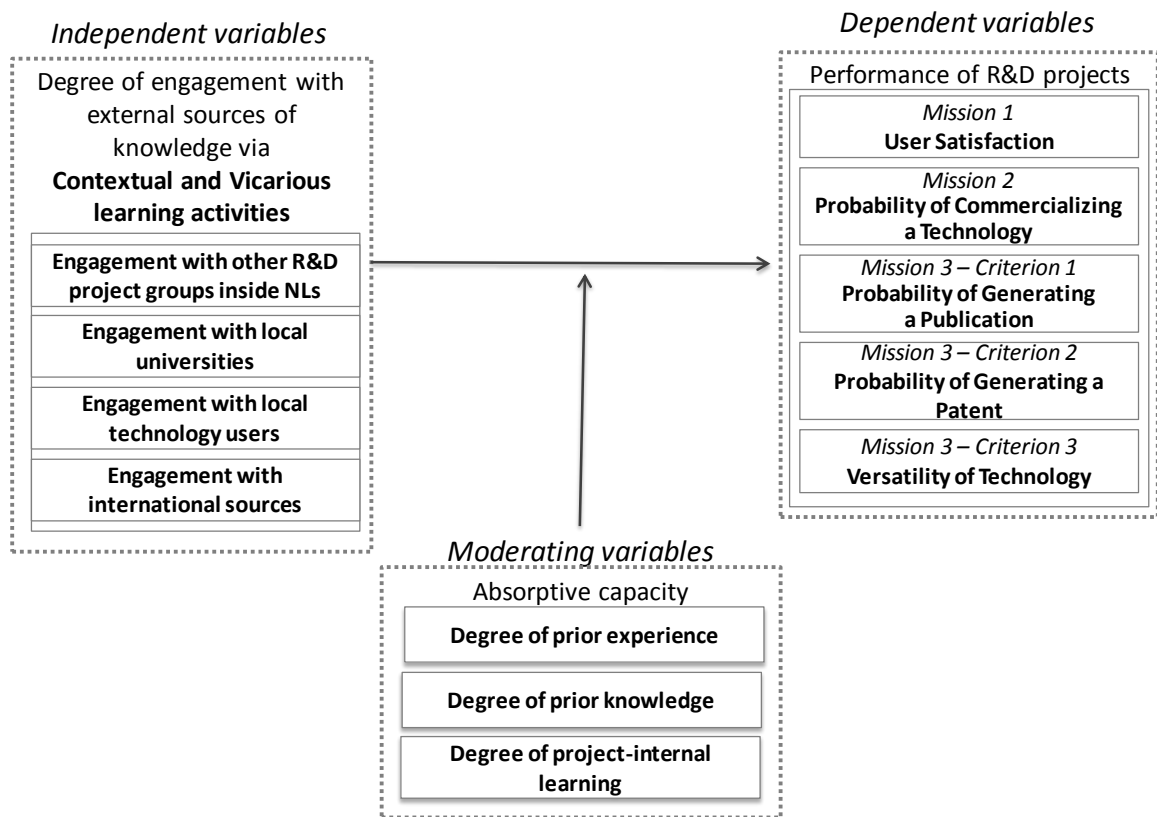 Independent variables
Degree of engagement with
external sources of
knowledge via
Contextual and Vicarious
learning activities
Engagement with other R&D
project groups inside NLs
Engagement with local
universities
Engagement with local
technology users
Engagement with
international sources
Dependent variables
Performance of R&D projects
Mission 1
User Satisfaction
Mission 2
Probability of Commercializing
a Technology
Mission 3 – Criterion 1
Probability of Generating
a Publication
Mission 3 – Criterion 2
Probability of Generating a
Patent
Mission 3 – Criterion 3
Versatility of Technology
Moderating variables
Absorptive capacity
Degree of prior experience
Degree of prior knowledge
Degree of project-internal
learning